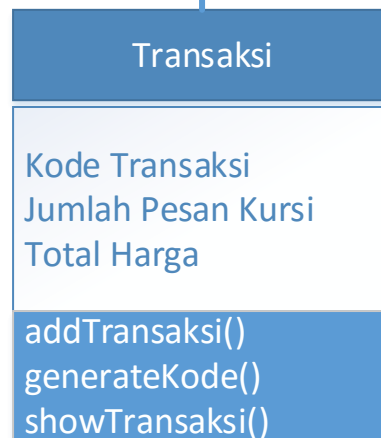 Transaksi
Kode Transaksi
Jumlah Pesan Kursi
Total Harga
addTransaksi()
generateKode()
showTransaksi()